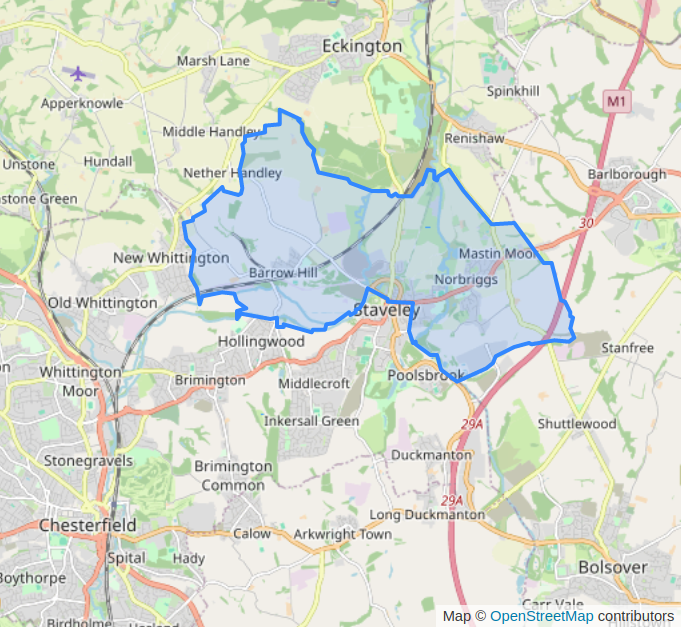 Eckington
Marsh Lane
Spinkhill
Apperknowle
M1
Middle Handley
Renishaw
Unstone
Hundall
Nether Handley
Barlborough
nstone Green
30
New Whittington
Mastin Moor
Barrow Hill
Norbriggs
Old Whittington
Staveley
Hollingwood
Stanfree
Whittington
Moor
Brimington
Middlecroft
Poolsbrook
Inkersall Green
29A
Shuttlewood
Duckmanton
Stonegravels
Brimington
Common
29A
Long Duckmanton
Chesterfield
Calow
Arkwright Town
Spital
Hady
Bolsover
Boythorpe
Carr Vale
Birdholme
Map © OpenStreetMap contributors